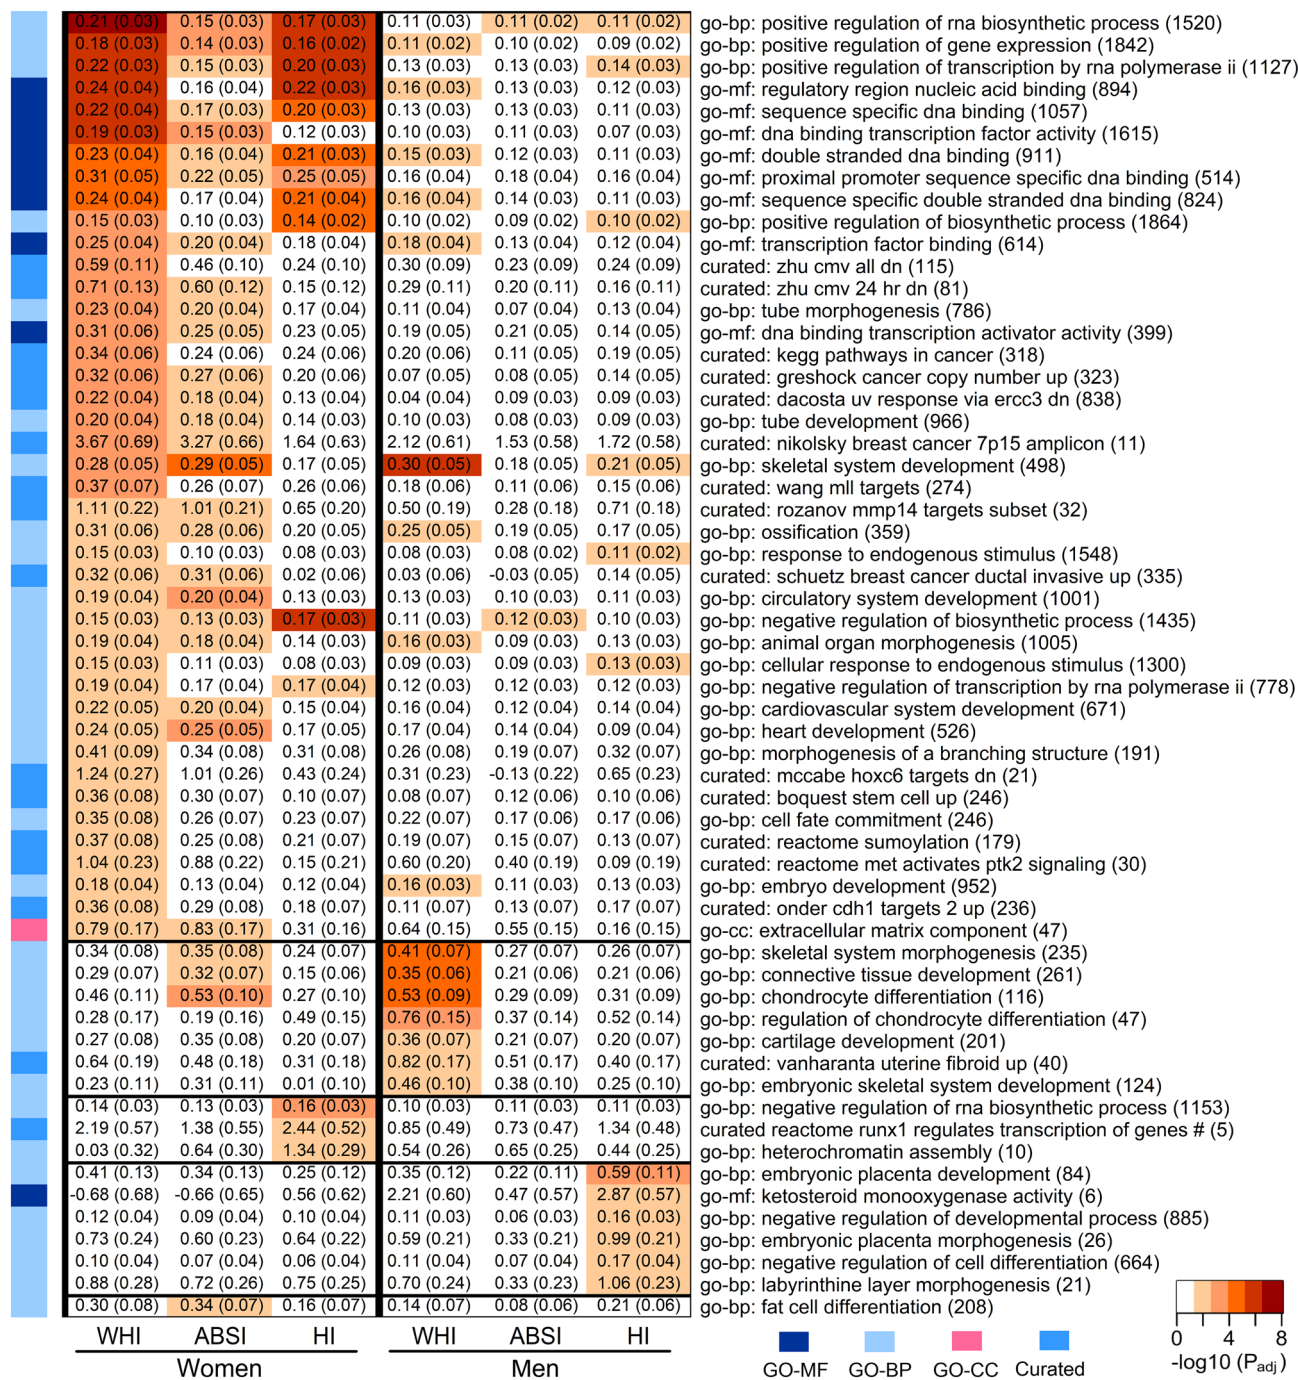 0.21 (0.03) 0.15 (0.03) 0.17 (0.03) 0.11 (0.03) 0.11 (0.02) 0.11 (0.02) go-bp: positive regulation of rna biosynthetic process (1520)
0.18 (0.03) 0.14 (0.03) 0.16 (0.02) 0.11 (0.02) 0.10 (0.02) 0.09 (0.02) go-bp: positive regulation of gene expression (1842)
0.22 (0.03) 0.15 (0.03) 0.20 (0.03) 0.13 (0.03) 0.13 (0.03) 0.14 (0.03) go-bp: positive regulation of transcription by rna polymerase ii (1127)
0.24 (0.04) 0.16 (0.04) 0.22 (0.03) 0.16 (0.03) 0.13 (0.03) 0.12 (0.03) go-mf: regulatory region nucleic acid binding (894)
0.22 (0.04) 0.17 (0.03) 0.20 (0.03) 0.13 (0.03) 0.13 (0.03) 0.11 (0.03) go-mf: sequence specific dna binding (1057)
0.19 (0.03) 0.15 (0.03) 0.12 (0.03) 0.10 (0.03) 0.11 (0.03) 0.07 (0.03) go-mf: dna binding transcription factor activity (1615)
0.23 (0.04) 0.16 (0.04) 0.21 (0.03) 0.15 (0.03) 0.12 (0.03) 0.11 (0.03) go-mf: double stranded dna binding (911)
0.31 (0.05) 0.22 (0.05) 0.25 (0.05) 0.16 (0.04) 0.18 (0.04) 0.16 (0.04) go-mf: proximal promoter sequence specific dna binding (514)
0.24 (0.04) 0.17 (0.04) 0.21 (0.04) 0.16 (0.04) 0.14 (0.03) 0.11 (0.03) go-mf: sequence specific double stranded dna binding (824)
0.15 (0.03) 0.10 (0.03) 0.14 (0.02) 0.10 (0.02) 0.09 (0.02) 0.10 (0.02) go-bp: positive regulation of biosynthetic process (1864)
0.25 (0.04) 0.20 (0.04) 0.18 (0.04) 0.18 (0.04) 0.13 (0.04) 0.12 (0.04) go-mf: transcription factor binding (614)
0.59 (0.11) 0.46 (0.10) 0.24 (0.10) 0.30 (0.09) 0.23 (0.09) 0.24 (0.09) curated: zhu cmv all dn (115)
0.71 (0.13) 0.60 (0.12) 0.15 (0.12) 0.29 (0.11) 0.20 (0.11) 0.16 (0.11) curated: zhu cmv 24 hr dn (81)
0.23 (0.04) 0.20 (0.04) 0.17 (0.04) 0.11 (0.04) 0.07 (0.04) 0.13 (0.04) go-bp: tube morphogenesis (786)
0.31 (0.06) 0.25 (0.05) 0.23 (0.05) 0.19 (0.05) 0.21 (0.05) 0.14 (0.05) go-mf: dna binding transcription activator activity (399)
0.34 (0.06) 0.24 (0.06) 0.24 (0.06) 0.20 (0.06) 0.11 (0.05) 0.19 (0.05) curated: kegg pathways in cancer (318)
0.32 (0.06) 0.27 (0.06) 0.20 (0.06) 0.07 (0.05) 0.08 (0.05) 0.14 (0.05) curated: greshock cancer copy number up (323)
0.22 (0.04) 0.18 (0.04) 0.13 (0.04) 0.04 (0.04) 0.09 (0.03) 0.09 (0.03) curated: dacosta uv response via ercc3 dn (838)
0.20 (0.04) 0.18 (0.04) 0.14 (0.03) 0.10 (0.03) 0.08 (0.03) 0.09 (0.03) go-bp: tube development (966)
3.67 (0.69) 3.27 (0.66) 1.64 (0.63) 2.12 (0.61) 1.53 (0.58) 1.72 (0.58) curated: nikolsky breast cancer 7p15 amplicon (11)
0.28 (0.05) 0.29 (0.05) 0.17 (0.05) 0.30 (0.05) 0.18 (0.05) 0.21 (0.05) go-bp: skeletal system development (498)
0.37 (0.07) 0.26 (0.07) 0.26 (0.06) 0.18 (0.06) 0.11 (0.06) 0.15 (0.06) curated: wang mll targets (274)
1.11 (0.22) 1.01 (0.21) 0.65 (0.20) 0.50 (0.19) 0.28 (0.18) 0.71 (0.18) curated: rozanov mmp14 targets subset (32)
0.31 (0.06) 0.28 (0.06) 0.20 (0.05) 0.25 (0.05) 0.19 (0.05) 0.17 (0.05) go-bp: ossification (359)
0.15 (0.03) 0.10 (0.03) 0.08 (0.03) 0.08 (0.03) 0.08 (0.02) 0.11 (0.02) go-bp: response to endogenous stimulus (1548)
0.32 (0.06) 0.31 (0.06) 0.02 (0.06) 0.03 (0.06) -0.03 (0.05) 0.14 (0.05) curated: schuetz breast cancer ductal invasive up (335)
0.19 (0.04) 0.20 (0.04) 0.13 (0.03) 0.13 (0.03) 0.10 (0.03) 0.11 (0.03) go-bp: circulatory system development (1001)
0.15 (0.03) 0.13 (0.03) 0.17 (0.03) 0.11 (0.03) 0.12 (0.03) 0.10 (0.03) go-bp: negative regulation of biosynthetic process (1435)
0.19 (0.04) 0.18 (0.04) 0.14 (0.03) 0.16 (0.03) 0.09 (0.03) 0.13 (0.03) go-bp: animal organ morphogenesis (1005)
0.15 (0.03) 0.11 (0.03) 0.08 (0.03) 0.09 (0.03) 0.09 (0.03) 0.13 (0.03) go-bp: cellular response to endogenous stimulus (1300)
0.19 (0.04) 0.17 (0.04) 0.17 (0.04) 0.12 (0.03) 0.12 (0.03) 0.12 (0.03) go-bp: negative regulation of transcription by rna polymerase ii (778)
0.22 (0.05) 0.20 (0.04) 0.15 (0.04) 0.16 (0.04) 0.12 (0.04) 0.14 (0.04) go-bp: cardiovascular system development (671)
0.24 (0.05) 0.25 (0.05) 0.17 (0.05) 0.17 (0.04) 0.14 (0.04) 0.09 (0.04) go-bp: heart development (526)
0.41 (0.09) 0.34 (0.08) 0.31 (0.08) 0.26 (0.08) 0.19 (0.07) 0.32 (0.07) go-bp: morphogenesis of a branching structure (191)
1.24 (0.27) 1.01 (0.26) 0.43 (0.24) 0.31 (0.23) -0.13 (0.22) 0.65 (0.23) curated: mccabe hoxc6 targets dn (21)
0.36 (0.08) 0.30 (0.07) 0.10 (0.07) 0.08 (0.07) 0.12 (0.06) 0.10 (0.06) curated: boquest stem cell up (246)
0.35 (0.08) 0.26 (0.07) 0.23 (0.07) 0.22 (0.07) 0.17 (0.06) 0.17 (0.06) go-bp: cell fate commitment (246)
0.37 (0.08) 0.25 (0.08) 0.21 (0.07) 0.19 (0.07) 0.15 (0.07) 0.13 (0.07) curated: reactome sumoylation (179)
1.04 (0.23) 0.88 (0.22) 0.15 (0.21) 0.60 (0.20) 0.40 (0.19) 0.09 (0.19) curated: reactome met activates ptk2 signaling (30)
0.18 (0.04) 0.13 (0.04) 0.12 (0.04) 0.16 (0.03) 0.11 (0.03) 0.13 (0.03) go-bp: embryo development (952)
0.36 (0.08) 0.29 (0.08) 0.18 (0.07) 0.11 (0.07) 0.13 (0.07) 0.17 (0.07) curated: onder cdh1 targets 2 up (236)
0.79 (0.17) 0.83 (0.17) 0.31 (0.16) 0.64 (0.15) 0.55 (0.15) 0.16 (0.15) go-cc: extracellular matrix component (47)
0.34 (0.08) 0.35 (0.08) 0.24 (0.07) 0.41 (0.07) 0.27 (0.07) 0.26 (0.07) go-bp: skeletal system morphogenesis (235)
0.29 (0.07) 0.32 (0.07) 0.15 (0.06) 0.35 (0.06) 0.21 (0.06) 0.21 (0.06) go-bp: connective tissue development (261)
0.46 (0.11) 0.53 (0.10) 0.27 (0.10) 0.53 (0.09) 0.29 (0.09) 0.31 (0.09) go-bp: chondrocyte differentiation (116)
0.28 (0.17) 0.19 (0.16) 0.49 (0.15) 0.76 (0.15) 0.37 (0.14) 0.52 (0.14) go-bp: regulation of chondrocyte differentiation (47)
0.27 (0.08) 0.35 (0.08) 0.20 (0.07) 0.36 (0.07) 0.21 (0.07) 0.20 (0.07) go-bp: cartilage development (201)
0.64 (0.19) 0.48 (0.18) 0.31 (0.18) 0.82 (0.17) 0.51 (0.17) 0.40 (0.17) curated: vanharanta uterine fibroid up (40)
0.23 (0.11) 0.31 (0.11) 0.01 (0.10) 0.46 (0.10) 0.38 (0.10) 0.25 (0.10) go-bp: embryonic skeletal system development (124)
0.14 (0.03) 0.13 (0.03) 0.16 (0.03) 0.10 (0.03) 0.11 (0.03) 0.11 (0.03) go-bp: negative regulation of rna biosynthetic process (1153)
2.19 (0.57) 1.38 (0.55) 2.44 (0.52) 0.85 (0.49) 0.73 (0.47) 1.34 (0.48) curated reactome runx1 regulates transcription of genes # (5)
0.03 (0.32) 0.64 (0.30) 1.34 (0.29) 0.54 (0.26) 0.65 (0.25) 0.44 (0.25) go-bp: heterochromatin assembly (10)
0.41 (0.13) 0.34 (0.13) 0.25 (0.12) 0.35 (0.12) 0.22 (0.11) 0.59 (0.11) go-bp: embryonic placenta development (84)
-0.68 (0.68) -0.66 (0.65) 0.56 (0.62) 2.21 (0.60) 0.47 (0.57) 2.87 (0.57) go-mf: ketosteroid monooxygenase activity (6)
0.12 (0.04) 0.09 (0.04) 0.10 (0.04) 0.11 (0.03) 0.06 (0.03) 0.16 (0.03) go-bp: negative regulation of developmental process (885)
0.73 (0.24) 0.60 (0.23) 0.64 (0.22) 0.59 (0.21) 0.33 (0.21) 0.99 (0.21) go-bp: embryonic placenta morphogenesis (26)
0.10 (0.04) 0.07 (0.04) 0.06 (0.04) 0.11 (0.04) 0.07 (0.04) 0.17 (0.04) go-bp: negative regulation of cell differentiation (664)
0.88 (0.28) 0.72 (0.26) 0.75 (0.25) 0.70 (0.24) 0.33 (0.23) 1.06 (0.23) go-bp: labyrinthine layer morphogenesis (21)
0.30 (0.08) 0.34 (0.07) 0.16 (0.07) 0.14 (0.07) 0.08 (0.06) 0.21 (0.06) go-bp: fat cell differentiation (208)
WHI ABSI HI WHI ABSI HI
Women Men
GO-MF GO-BP GO-CC Curated
0 4 8
-log10 (Padj)